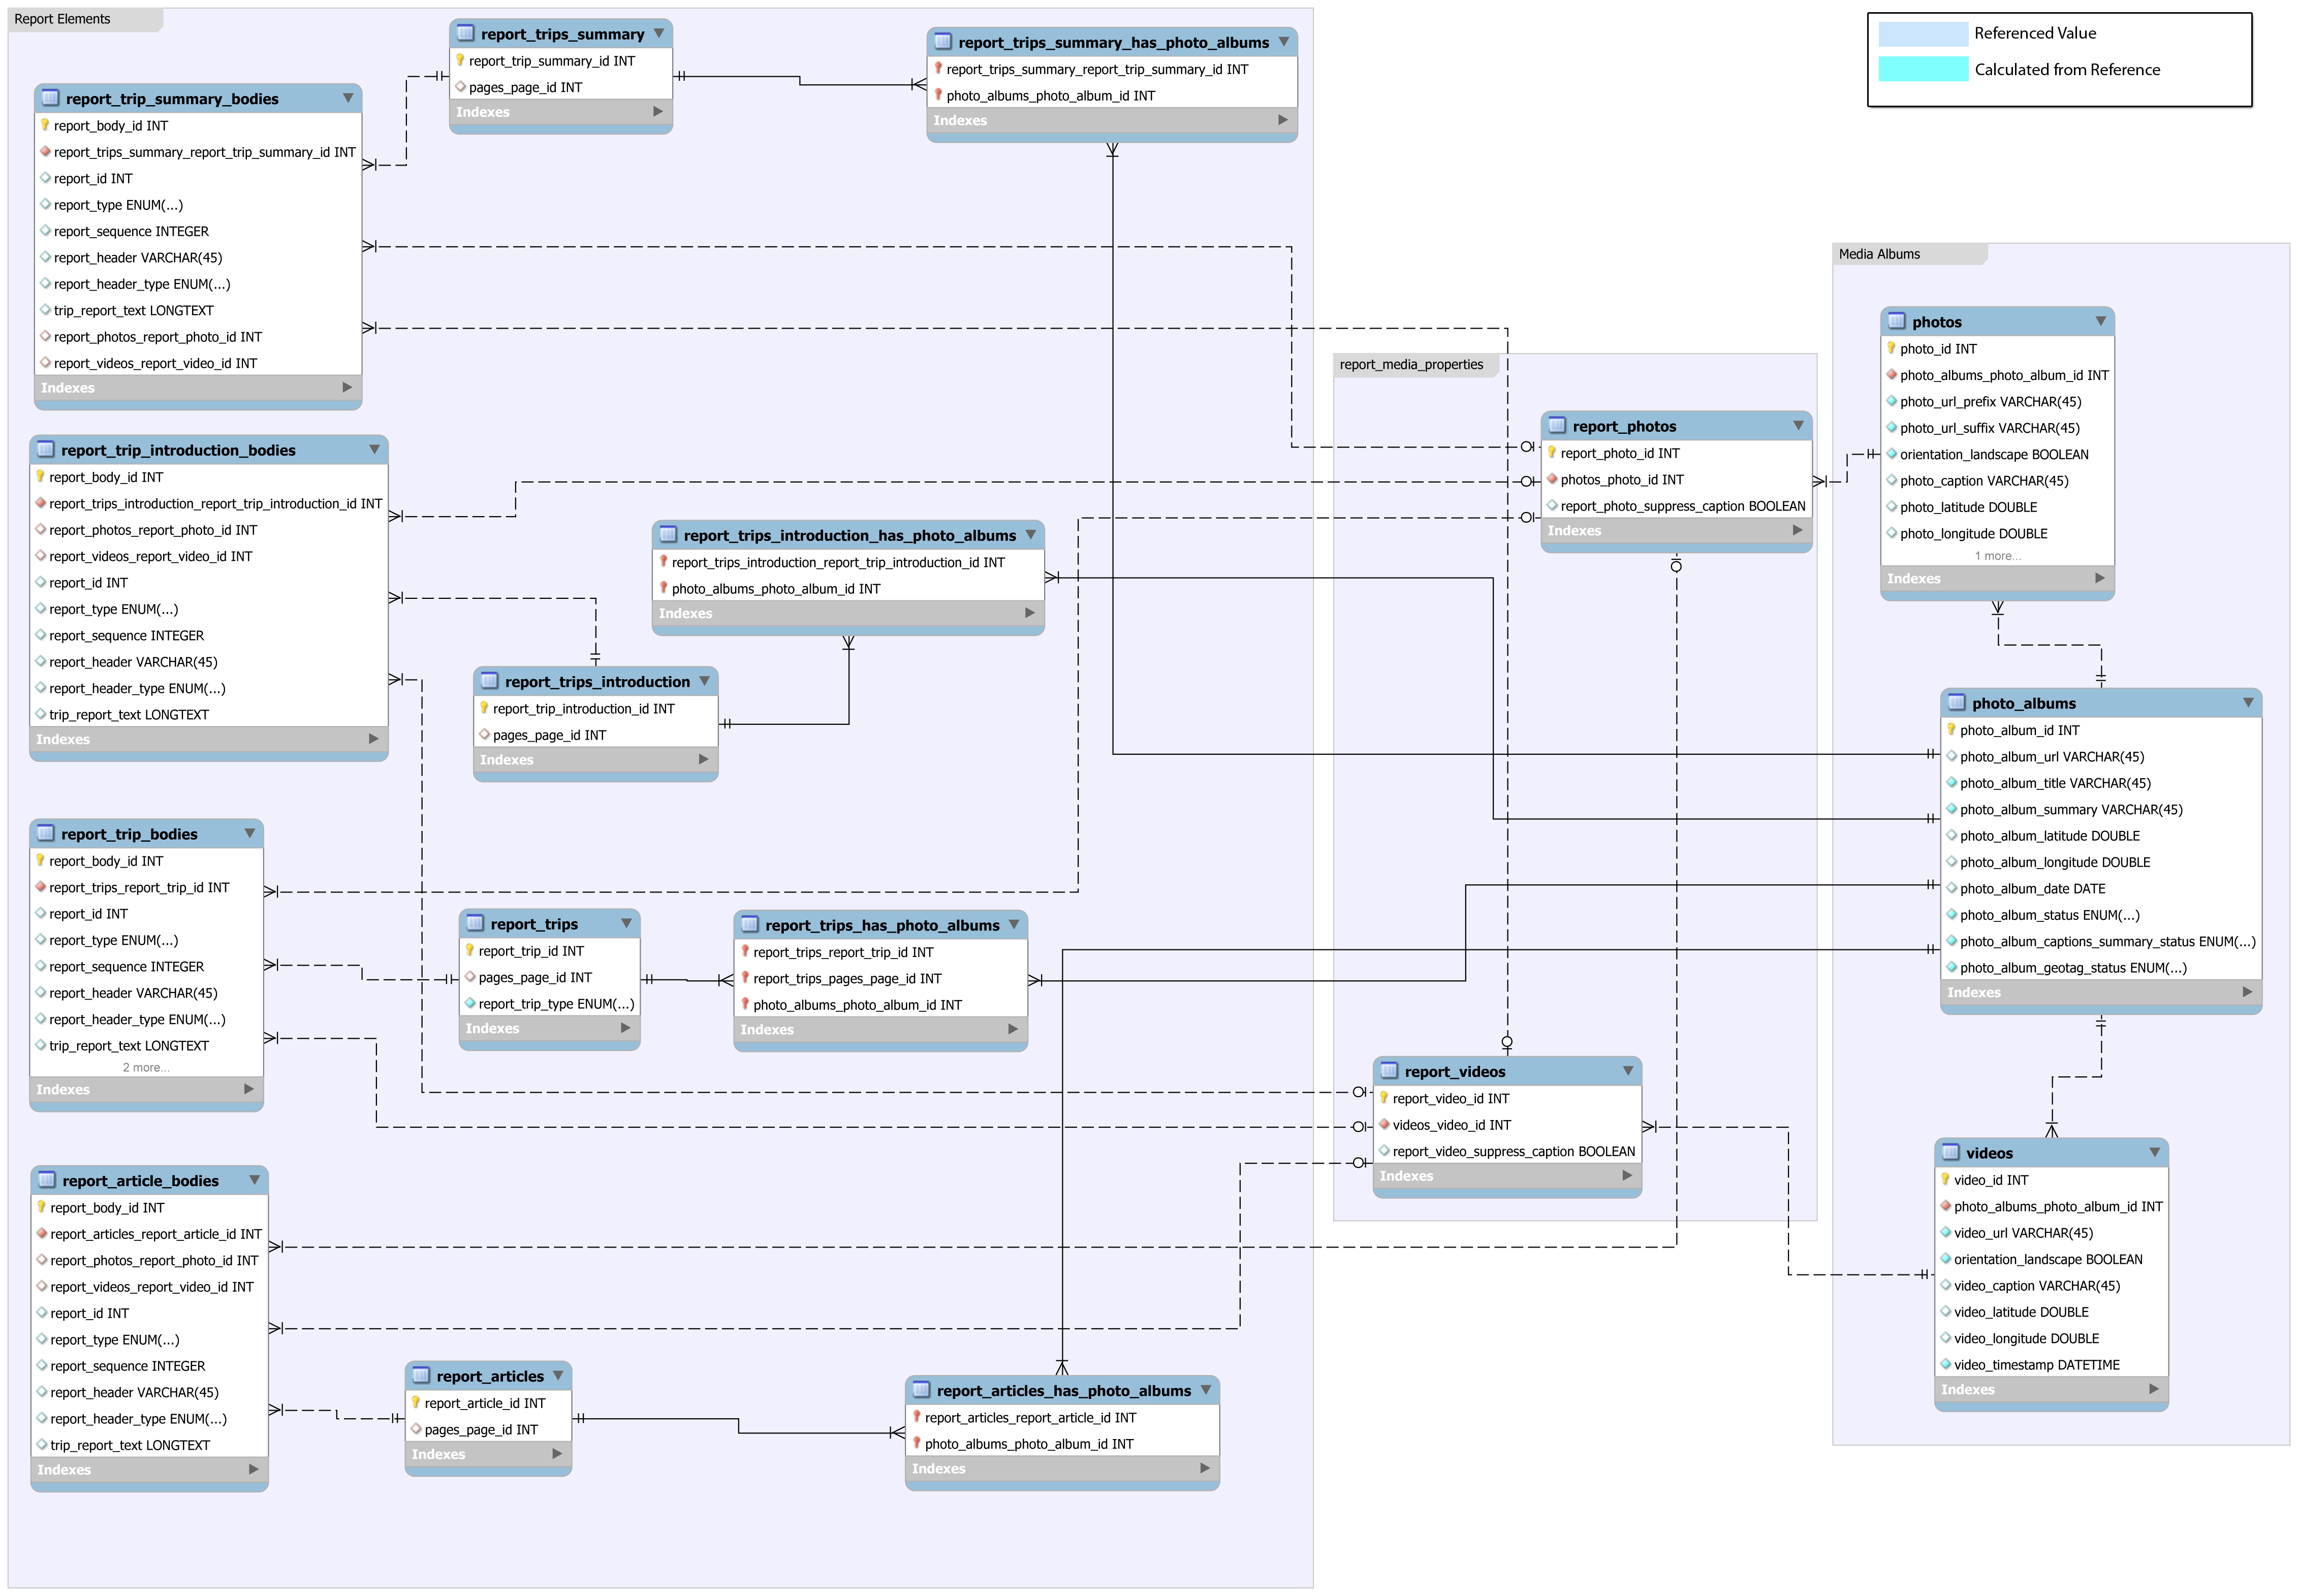 Report Elements
report_trips_summary
report_trip_summary_id INT
pages_page_id INT
Indexes
report_trips_summary_has_photo_albums
report_trips_summary_report_trip_summary_id INT
photo_albums_photo_album_id INT
Indexes
Referenced Value
Calculated from Reference
report_trip_summary_bodies
report_body_id INT
report_trips_summary_report_trip_summary_id INT
report_id INT
report_type ENUM(...)
report_sequence INTEGER
report_header VARCHAR(45)
report_header_type ENUM(...)
trip_report_text LONGTEXT
report_photos_report_photo_id INT
report_videos_report_video_id INT
Indexes
report_trip_introduction_bodies
report_body_id INT
report_trips_introduction_report_trip_introduction_id INT
report_photos_report_photo_id INT
report_videos_report_video_id INT
report_id INT
report_type ENUM(...)
report_sequence INTEGER
report_header VARCHAR(45)
report_header_type ENUM(...)
trip_report_text LONGTEXT
Indexes
report_trips_introduction_has_photo_albums
report_trips_introduction_report_trip_introduction_id INT
photo_albums_photo_album_id INT
Indexes
report_trips_introduction
report_trip_introduction_id INT
pages_page_id INT
Indexes
report_trip_bodies
report_body_id INT
report_trips_report_trip_id INT
report_id INT
report_type ENUM(...)
report_sequence INTEGER
report_header VARCHAR(45)
report_header_type ENUM(...)
trip_report_text LONGTEXT
2 more...
Indexes
report_trips
report_trip_id INT
pages_page_id INT
report_trip_type ENUM(...)
Indexes
report_trips_has_photo_albums
report_trips_report_trip_id INT
report_trips_pages_page_id INT
photo_albums_photo_album_id INT
Indexes
report_article_bodies
report_body_id INT
report_articles_report_article_id INT
report_photos_report_photo_id INT
report_videos_report_video_id INT
report_id INT
report_type ENUM(...)
report_sequence INTEGER
report_header VARCHAR(45)
report_header_type ENUM(...)
trip_report_text LONGTEXT
Indexes
report_articles
report_article_id INT
pages_page_id INT
Indexes
report_articles_has_photo_albums
report_articles_report_article_id INT
photo_albums_photo_album_id INT
Indexes
report_media_properties
report_photos
report_photo_id INT
photos_photo_id INT
report_photo_suppress_caption BOOLEAN
Indexes
report_videos
report_video_id INT
videos_video_id INT
report_video_suppress_caption BOOLEAN
Indexes
Media Albums
photos
photo_id INT
photo_albums_photo_album_id INT
photo_url_prefix VARCHAR(45)
photo_url_suffix VARCHAR(45)
orientation_landscape BOOLEAN
photo_caption VARCHAR(45)
photo_latitude DOUBLE
photo_longitude DOUBLE
1 more...
Indexes
photo_albums
photo_album_id INT
photo_album_url VARCHAR(45)
photo_album_title VARCHAR(45)
photo_album_summary VARCHAR(45)
photo_album_latitude DOUBLE
photo_album_longitude DOUBLE
photo_album_date DATE
photo_album_status ENUM(...)
photo_album_captions_summary_status ENUM(...)
photo_album_geotag_status ENUM(...)
Indexes
videos
video_id INT
photo_albums_photo_album_id INT
video_url VARCHAR(45)
orientation_landscape BOOLEAN
video_caption VARCHAR(45)
video_latitude DOUBLE
video_longitude DOUBLE
video_timestamp DATETIME
Indexes